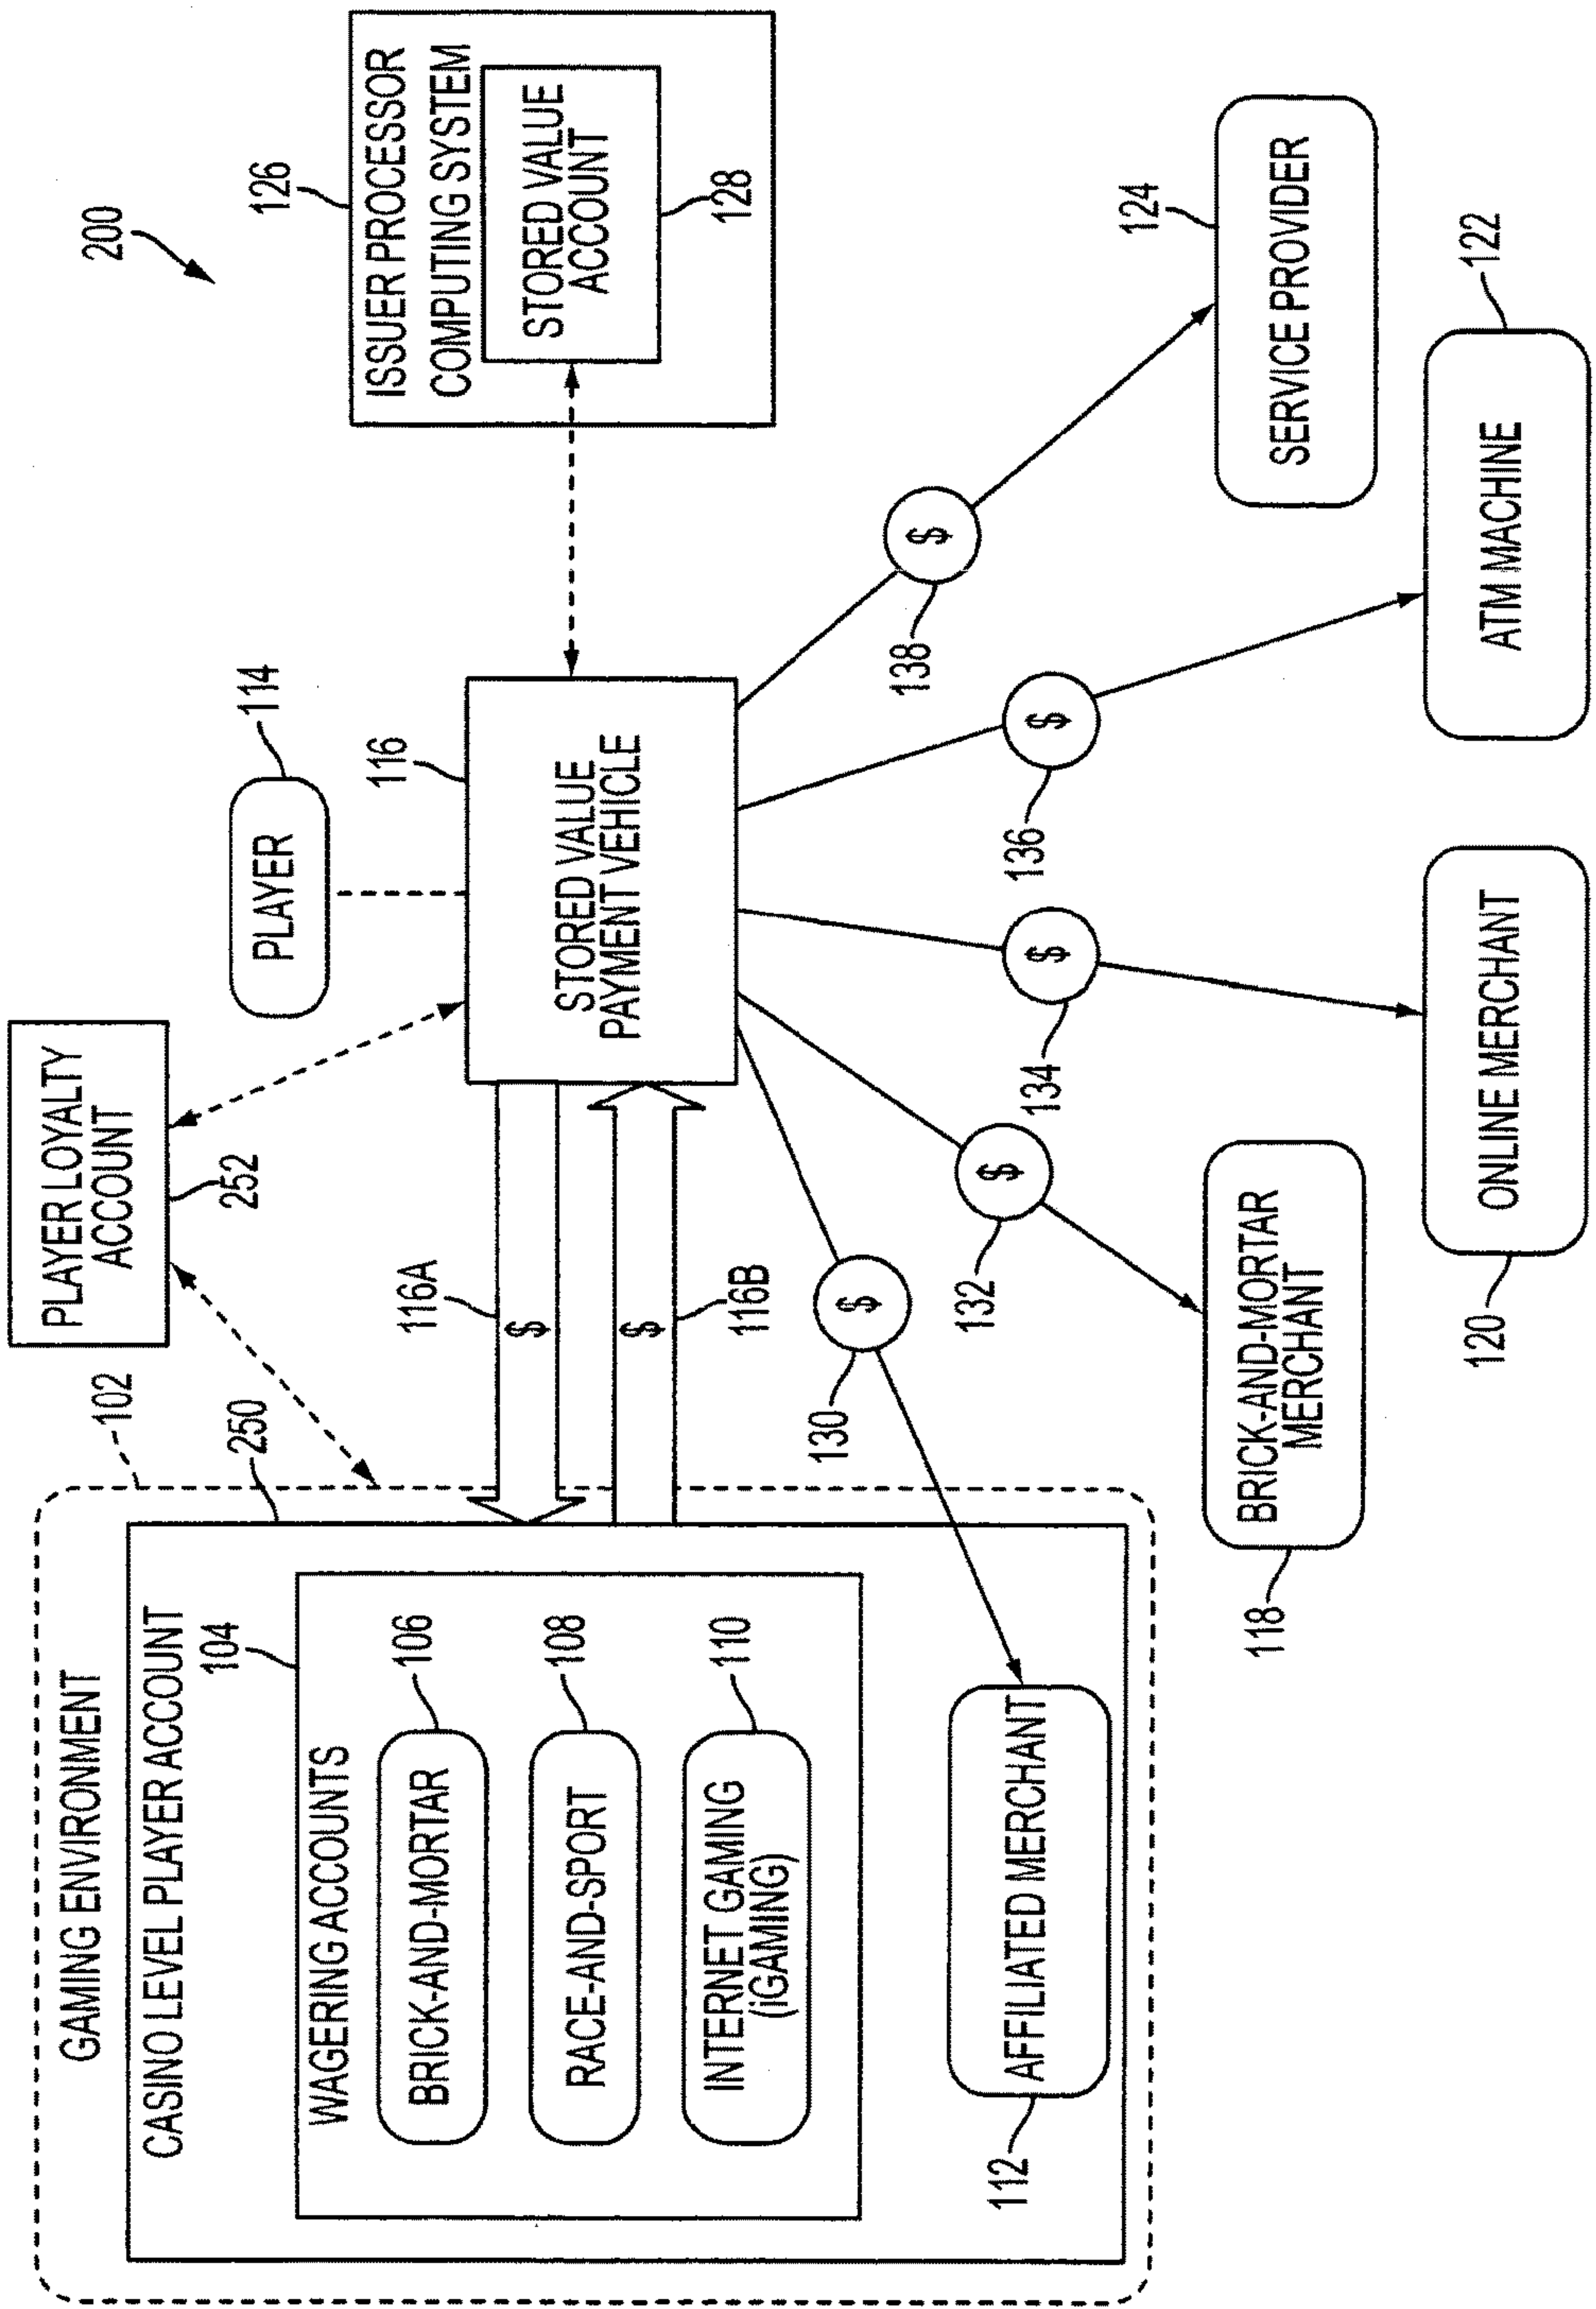 200
GAMING ENVIRONMENT
102
CASINO LEVEL PLAYER ACCOUNT
250
WAGERING ACCOUNTS
104
BRICK-AND-MORTAR
106
RACE-AND-SPORT
108
INTERNET GAMING
(iGAMING)
110
AFFILIATED MERCHANT
112
PLAYER LOYALTY
ACCOUNT
252
116A
$
$
116B
PLAYER
114
STORED VALUE
PAYMENT VEHICLE
116
ISSUER PROCESSOR
COMPUTING SYSTEM
126
STORED VALUE
ACCOUNT
128
$
130
$
132
$
134
$
136
$
138
BRICK-AND-MORTAR
MERCHANT
118
ONLINE MERCHANT
120
ATM MACHINE
122
SERVICE PROVIDER
124